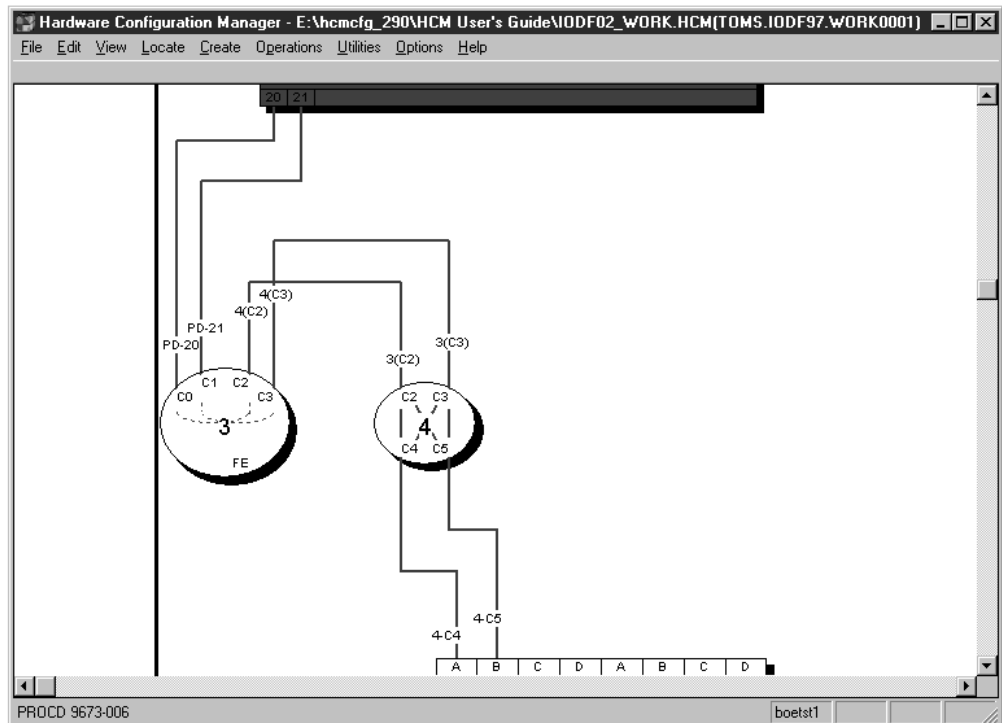 Hardware Configuration Manager - E:\hcmcfg_290\HCM User's Guide\IODF02_WORK.HCM(TOMS.IODF97.WORK0001)
File Edit View Locate Create Operations Utilities Options Help
20 21
4(C3)
4(C2)
PD-21
PD-20
3(C3)
3(C2)
C0 C1 C2 C3
3
FE
C2 C3
4
C4 C5
4-C5
4-C4
A B C D A B C D
PROCD 9673-006 boetst1